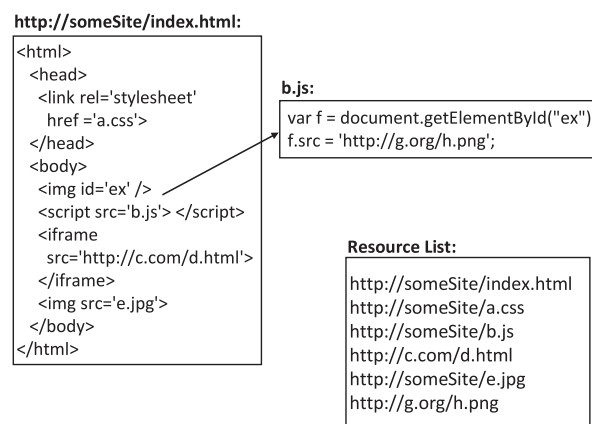 http://someSite/index.html:
<html>
<head>
<link rel='stylesheet'
href ='a.css'>
</head>
<body>
<img id='ex' />
<script src='b.js'> </script>
<iframe
src='http://c.com/d.html'>
</iframe>
<img src='e.jpg'>
</body>
</html>
b.js:
var f = document.getElementById("ex")
f.src = 'http://g.org/h.png';
Resource List:
http://someSite/index.html
http://someSite/a.css
http://someSite/b.js
http://c.com/d.html
http://someSite/e.jpg
http://g.org/h.png